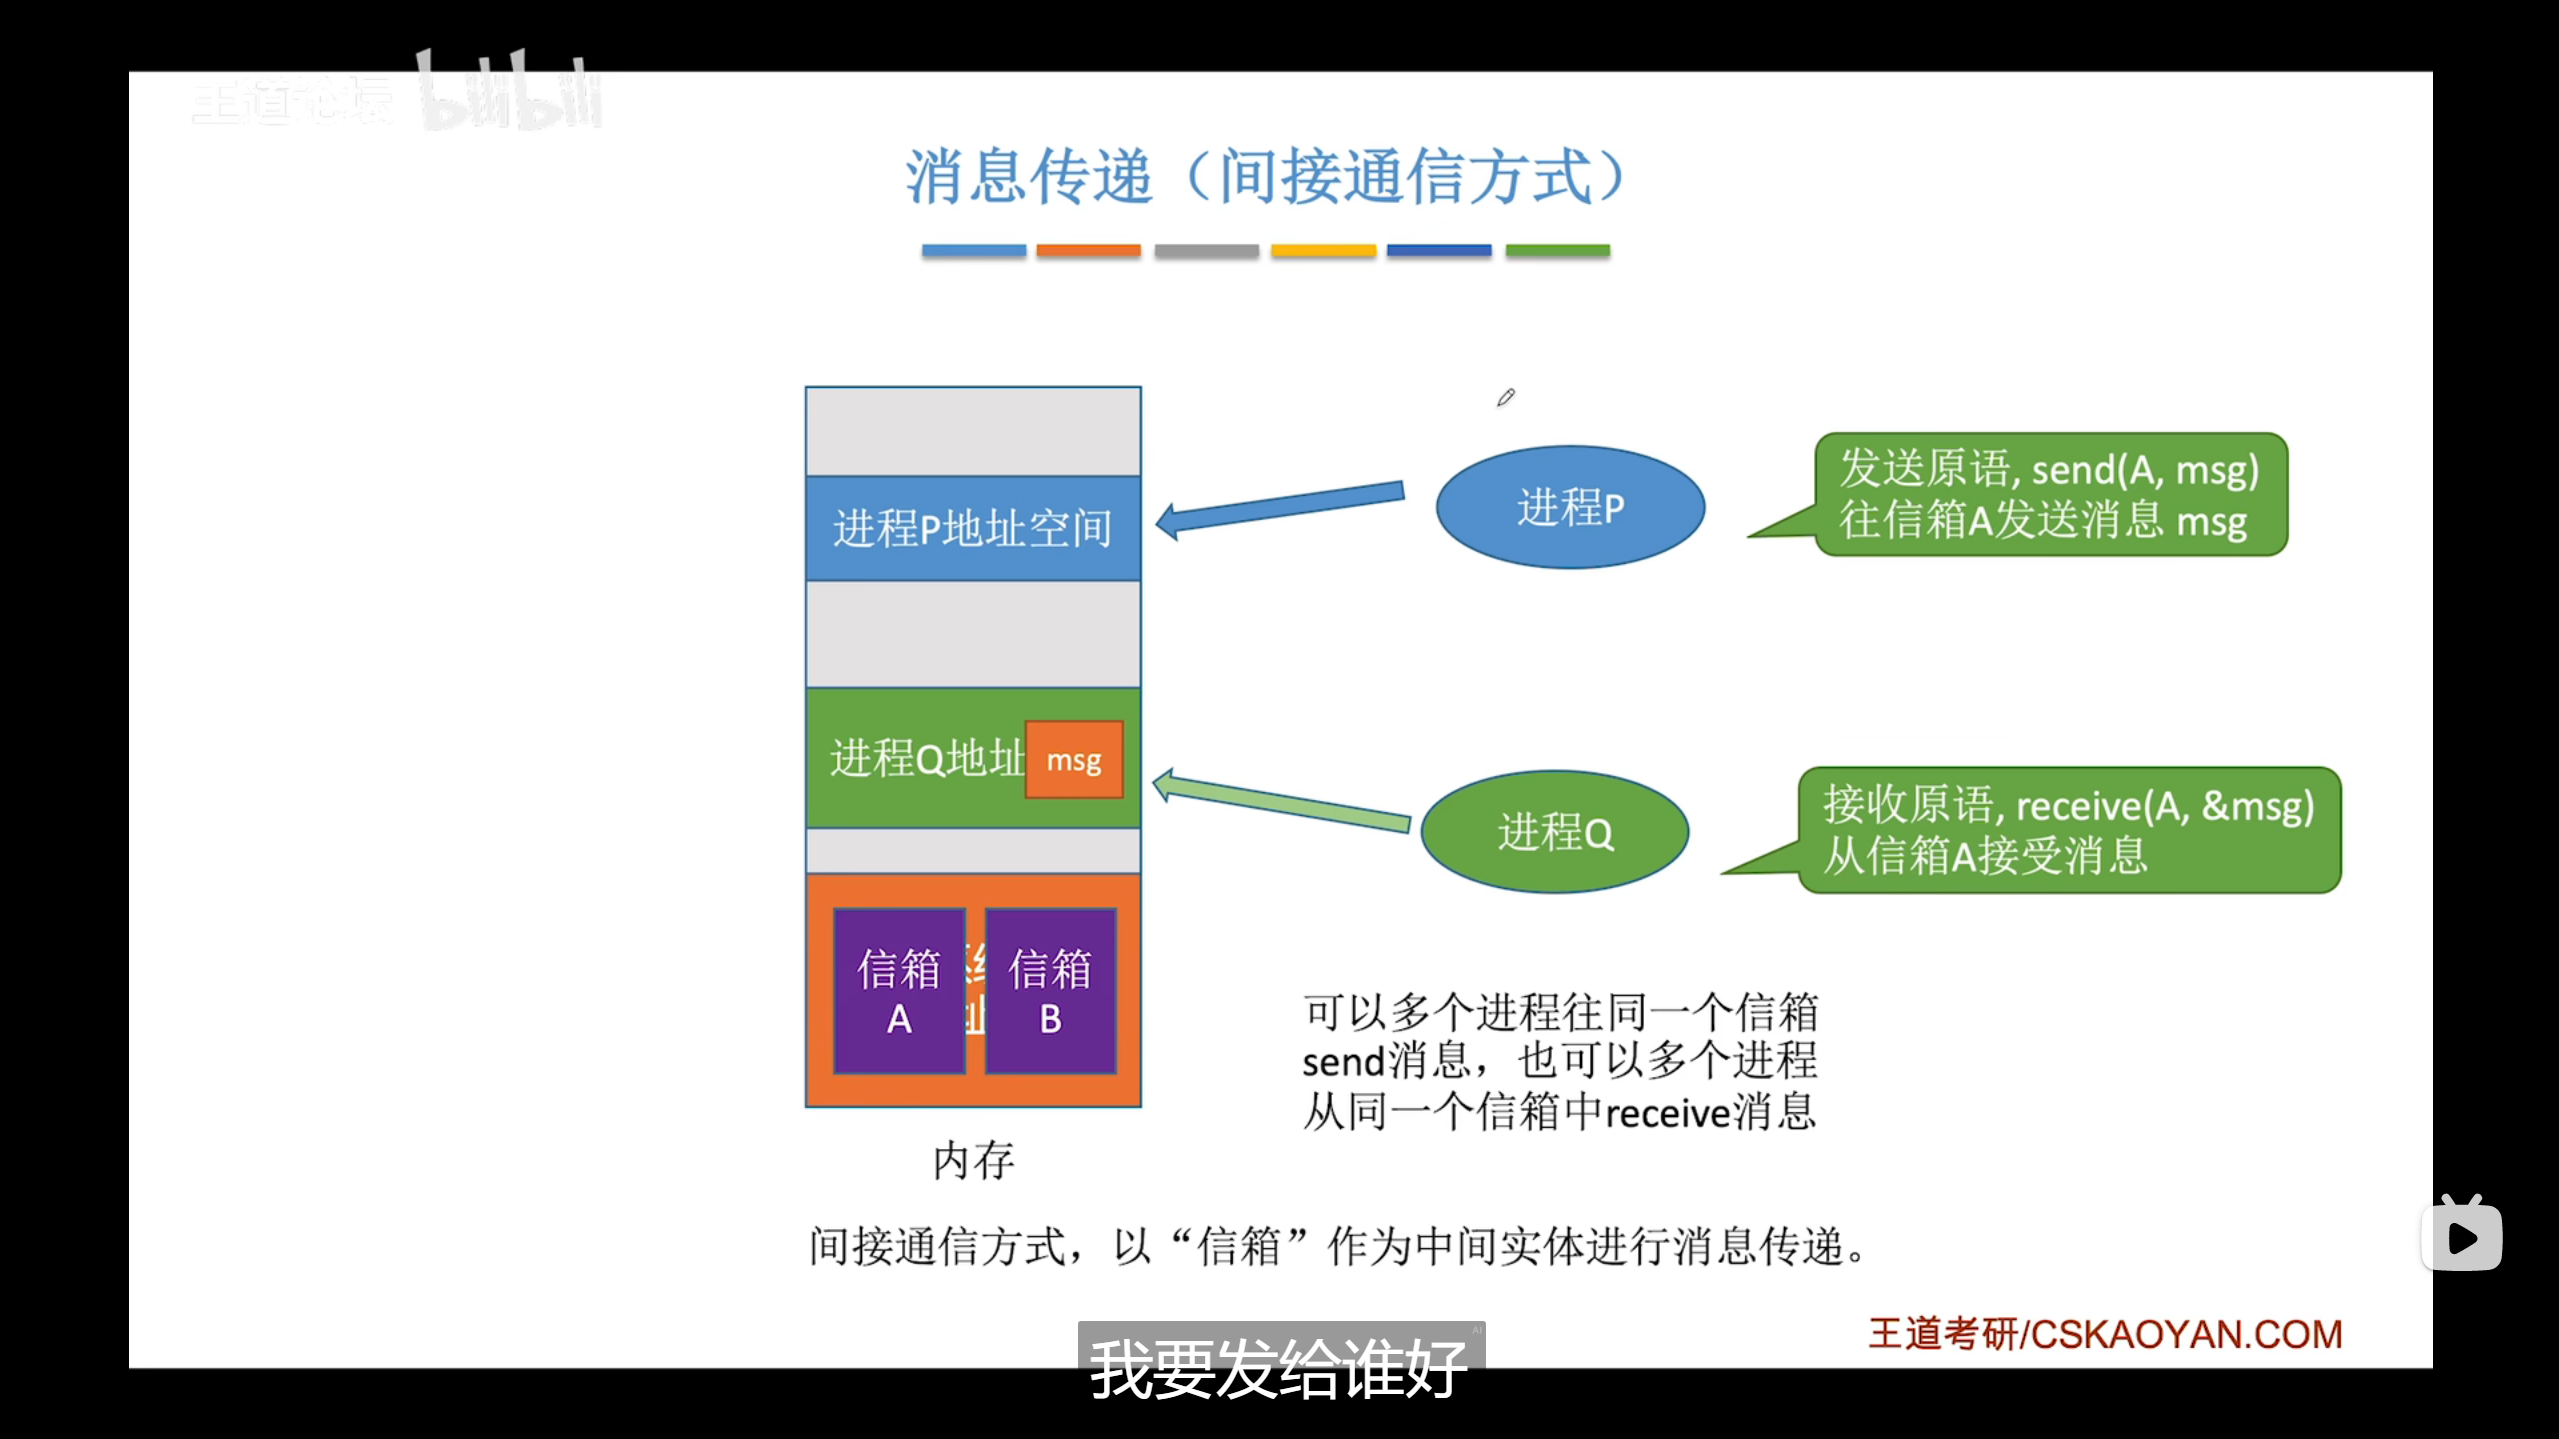 王道论坛 bilibili
消息传递（间接通信方式）
进程P地址空间
进程P
发送原语, send(A, msg)
往信箱A发送消息 msg
进程Q地址
msg
进程Q
接收原语, receive(A, &msg)
从信箱A接受消息
信箱
A
信箱
B
可以多个进程往同一个信箱
send消息，也可以多个进程
从同一个信箱中receive消息
内存
间接通信方式，以“信箱”作为中间实体进行消息传递。
王道考研/CSKAOYAN.COM
AI
我要发给谁好